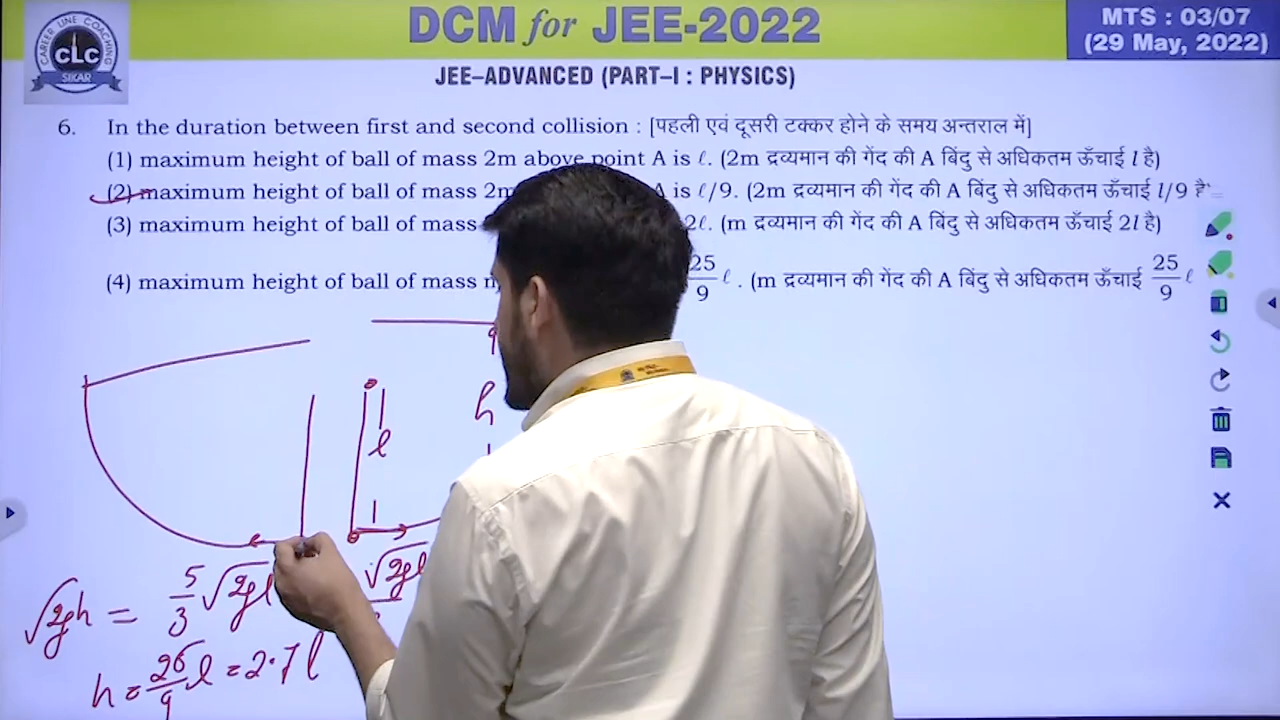 DCM for JEE-2022
MTS : 03/07
(29 May, 2022)
CAREER LINE COACHING
CLC
SIKAR
JEE–ADVANCED (PART–I : PHYSICS)
6. In the duration between first and second collision : [पहली एवं दूसरी टक्कर होने के समय अन्तराल में]
(1) maximum height of ball of mass 2m above point A is ℓ. (2m द्रव्यमान की गेंद की A बिंदु से अधिकतम ऊँचाई l है)
(2) maximum height of ball of mass 2m A is ℓ/9. (2m द्रव्यमान की गेंद की A बिंदु से अधिकतम ऊँचाई l/9 है
(3) maximum height of ball of mass 2ℓ. (m द्रव्यमान की गेंद की A बिंदु से अधिकतम ऊँचाई 2l है)
(4) maximum height of ball of mass 25/9 ℓ . (m द्रव्यमान की गेंद की A बिंदु से अधिकतम ऊँचाई 25/9 ℓ
h
l
√2gh = 5/3 √2gl
√2gl
h = 25/9 l = 2.7 l